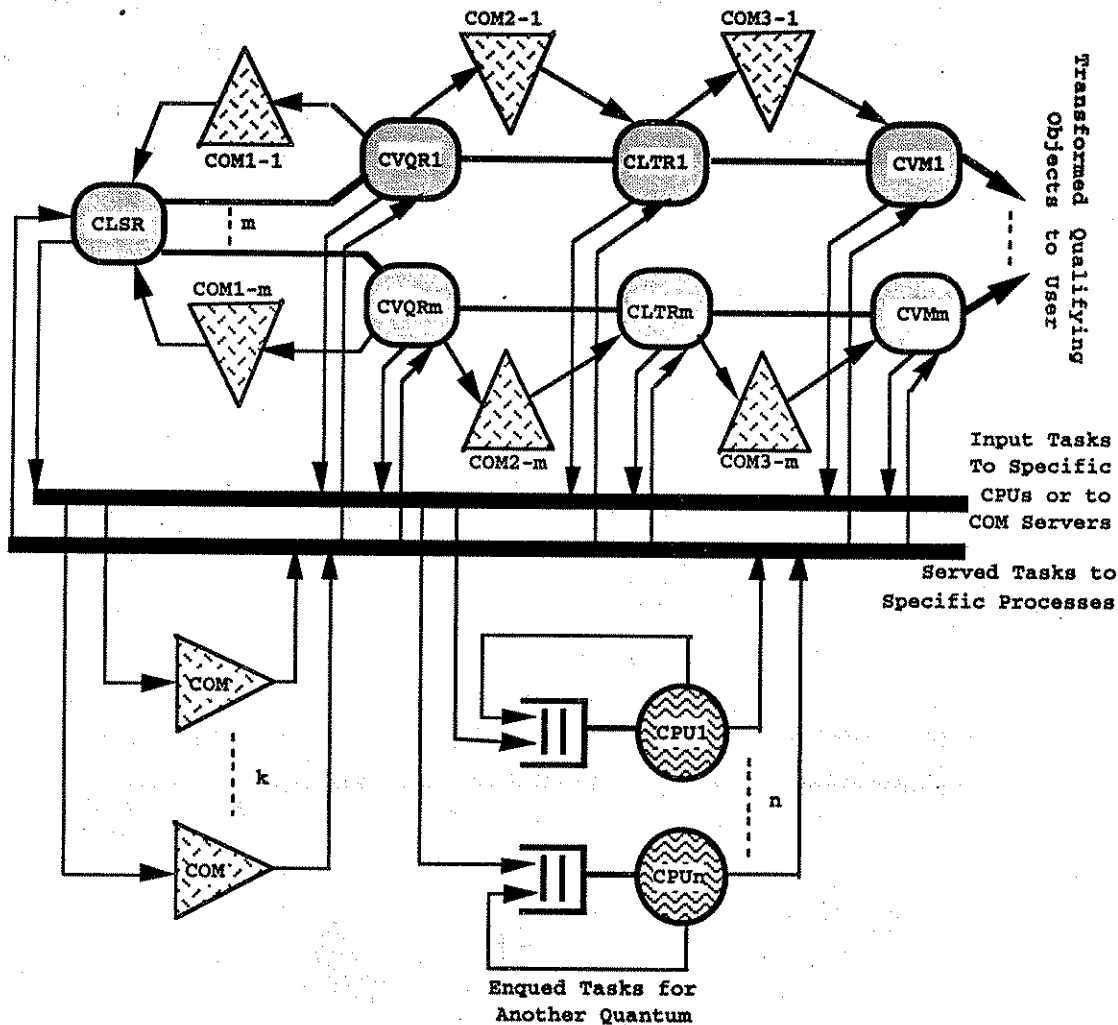 COM2-1
COM3-1
COM1-1
CVQR1
CLTR1
CVM1
Transformed Qualifying
Objects to User
CLSR
m
COM1-m
CVQRm
CLTRm
CVMm
COM2-m
COM3-m
Input Tasks
To Specific
CPUs or to
COM Servers
Served Tasks to
Specific Processes
COM
k
COM
CPU1
n
CPUn
Enqued Tasks for
Another Quantum